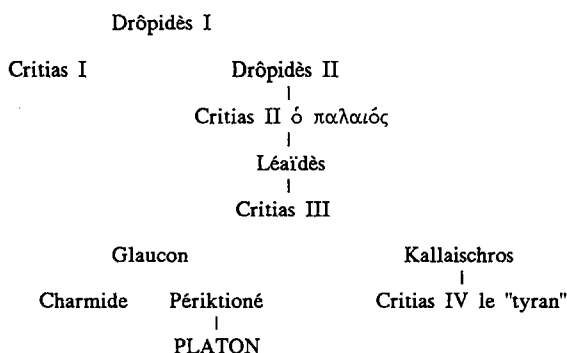 Drôpidès I
Critias I Drôpidès II
Critias II ὁ παλαιός
Léaïdès
Critias III
Glaucon Kallaischros
Charmide Périktioné Critias IV le "tyran"
PLATON